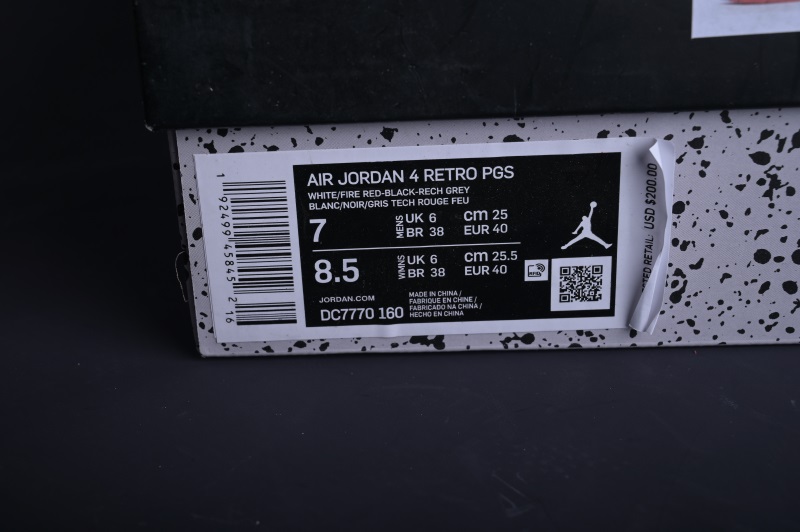 AIR JORDAN 4 RETRO PGS
WHITE/FIRE RED-BLACK-RECH GREY
BLANC/NOIR/GRIS TECH ROUGE FEU
7 MENS UK 6 cm 25
BR 38 EUR 40
8.5 WMNS UK 6 cm 25.5
BR 38 EUR 40
RFID
JORDAN.COM
DC7770 160
MADE IN CHINA /
FABRIQUE EN CHINE /
FABRICADO NA CHINA /
HECHO EN CHINA
1 92499 45845 2 16
RETAIL: USD $200.00